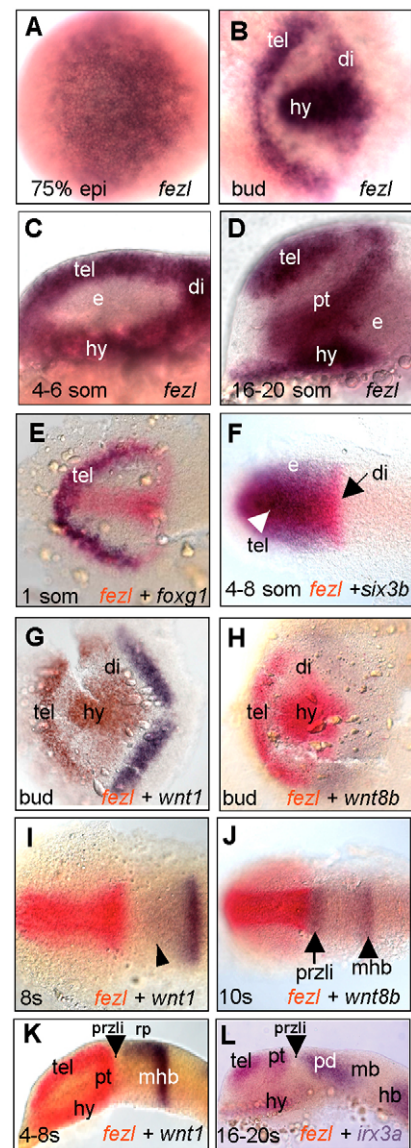 A
75% epi fezl
B
tel
di
hy
bud fezl
C
tel
di
e
hy
4-6 som fezl
D
tel
pt
e
hy
16-20 som fezl
E
tel
1 som fezl + foxg1
F
e
di
tel
4-8 som fezl +six3b
G
di
tel hy
bud fezl + wnt1
H
di
tel hy
bud fezl + wnt8b
I
8s fezl + wnt1
J
przli mhb
10s fezl + wnt8b
K
przli rp
tel
pt
mhb
hy
4-8s fezl + wnt1
L
przli
tel pt pd
mb
hy
hb
16-20s fezl + irx3a